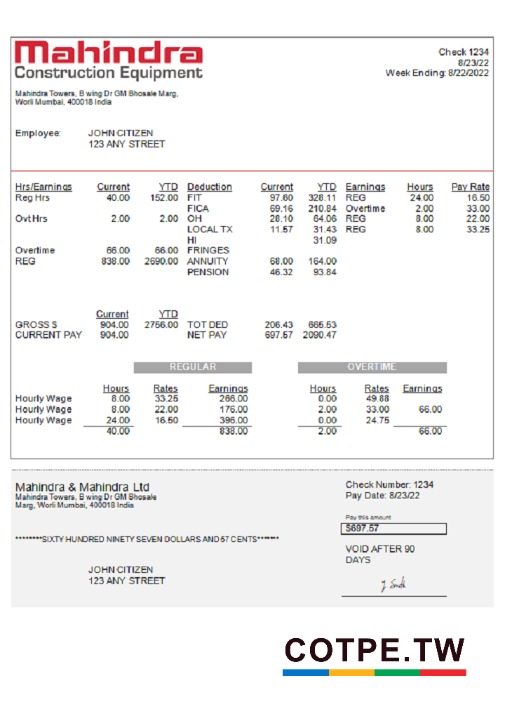 Mahindra
Construction Equipment
Check 1234
8/23/22
Week Ending: 8/22/2022
Mahindra Towers, B wing Dr GM Bhosale Marg,
Worli Mumbai, 400018 India
Employee: JOHN CITIZEN
123 ANY STREET
Hrs/Earnings Current YTD Deduction Current YTD Earnings Hours Pay Rate
Reg Hrs 40.00 152.00 FIT 97.60 328.11 REG 24.00 16.50
FICA 69.16 210.84 Overtime 2.00 33.00
Ovt Hrs 2.00 2.00 OH 28.10 84.06 REG 8.00 22.00
LOCAL TX 11.57 31.43 REG 8.00 33.25
HI 31.09
Overtime 66.00 66.00 FRINGES
REG 838.00 2690.00 ANNUITY 68.00 164.00
PENSION 46.32 93.84
Current YTD
GROSS $ 904.00 2756.00 TOT DED 206.43 665.53
CURRENT PAY 904.00 NET PAY 697.57 2090.47
REGULAR OVERTIME
Hours Rates Earnings Hours Rates Earnings
Hourly Wage 8.00 33.25 266.00 0.00 49.88
Hourly Wage 8.00 22.00 176.00 2.00 33.00 66.00
Hourly Wage 24.00 16.50 396.00 0.00 24.75
40.00 838.00 2.00 66.00
Mahindra & Mahindra Ltd
Mahindra Towers, B wing Dr GM Bhosale
Marg, Worli Mumbai, 400018 India
Check Number: 1234
Pay Date: 8/23/22
Pay this amount
$697.57
********SIXTY HUNDRED NINETY SEVEN DOLLARS AND 57 CENTS*******
VOID AFTER 90
DAYS
JOHN CITIZEN
123 ANY STREET
J. Smith
COTPE.TW